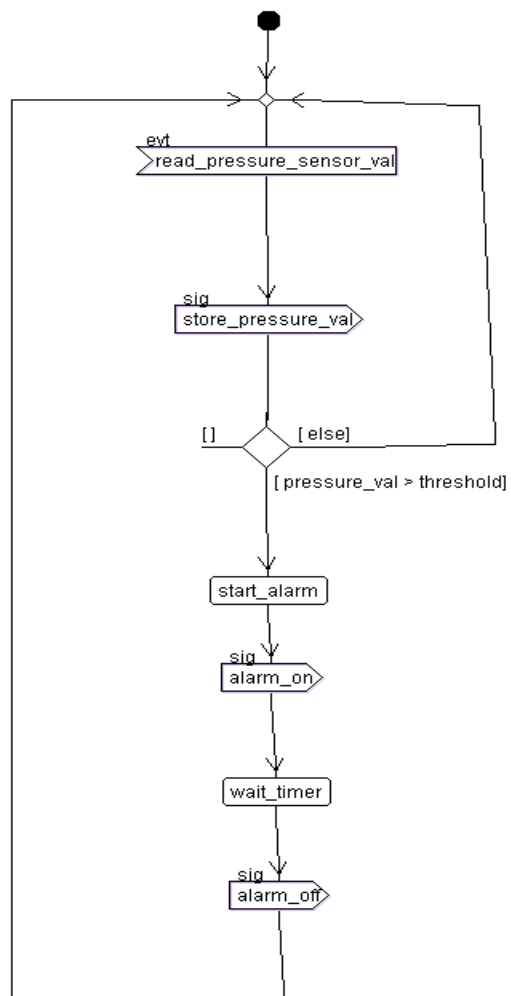 evt
read_pressure_sensor_val
sig
store_pressure_val
[ ]
[ else]
[ pressure_val > threshold]
start_alarm
sig
alarm_on
wait_timer
sig
alarm_off